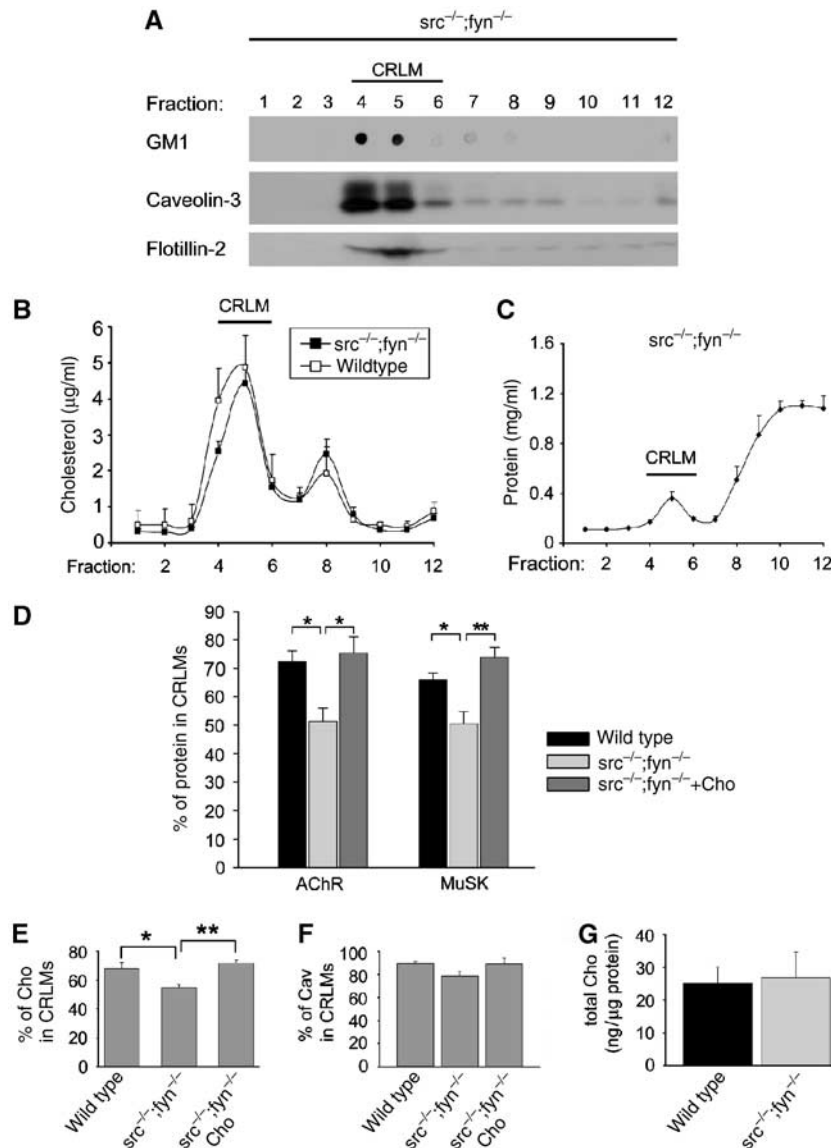 A
src−/−;fyn−/−
CRLM
Fraction: 1 2 3 4 5 6 7 8 9 10 11 12
GM1
Caveolin-3
Flotillin-2
B
CRLM
src−/−;fyn−/−
Wildtype
Cholesterol (µg/ml)
6
5
4
3
2
1
0
Fraction: 2 4 6 8 10 12
C
src−/−;fyn−/−
CRLM
Protein (mg/ml)
1.6
1.2
0.8
0.4
0
Fraction: 2 4 6 8 10 12
D
% of protein in CRLMs
90
80
70
60
50
40
30
20
10
0
* * * **
AChR MuSK
Wild type
src−/−;fyn−/−
src−/−;fyn−/−+Cho
E
% of Cho
in CRLMs
80
60
40
20
0
* **
Wild type
src−/−;fyn−/−
src−/−;fyn−/−
Cho
F
% of Cav
in CRLMs
100
80
60
40
20
0
Wild type
src−/−;fyn−/−
src−/−;fyn−/−
Cho
G
total Cho
(ng/µg protein)
40
30
20
10
0
Wild type
src−/−;fyn−/−